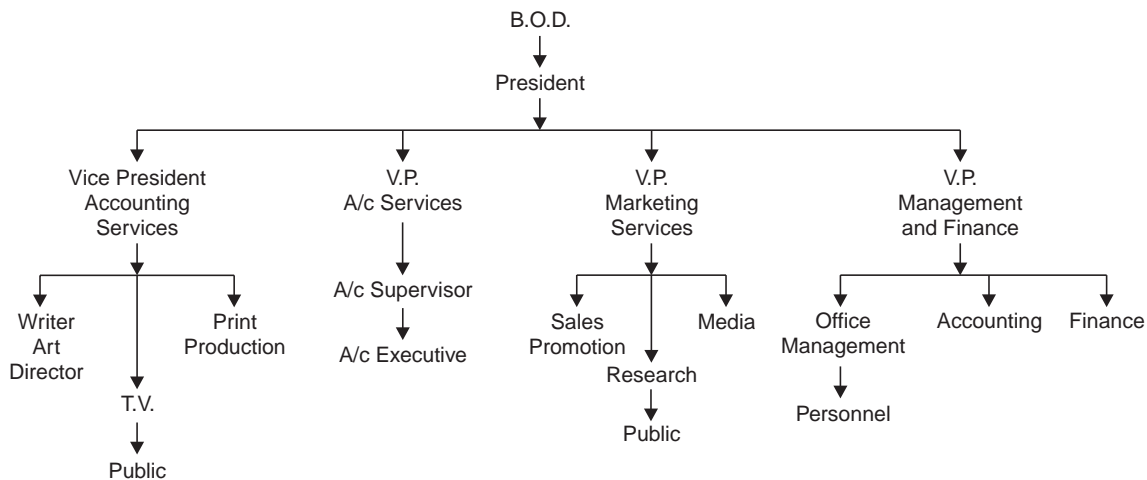 B.O.D.
President
Vice President
Accounting
Services
V.P.
A/c Services
V.P.
Marketing
Services
V.P.
Management
and Finance
Writer
Art
Director
Print
Production
T.V.
Public
A/c Supervisor
A/c Executive
Sales
Promotion
Media
Research
Public
Office
Management
Accounting
Finance
Personnel